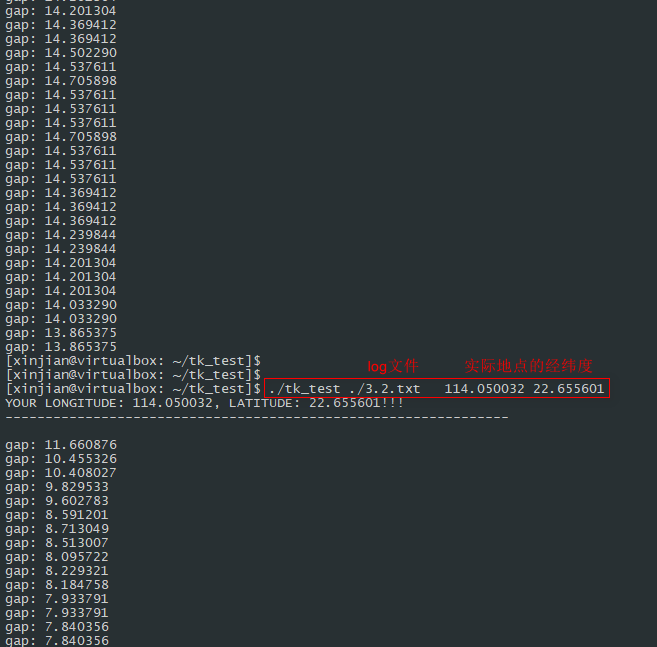 gap: 14.201304
gap: 14.369412
gap: 14.369412
gap: 14.502290
gap: 14.537611
gap: 14.705898
gap: 14.537611
gap: 14.537611
gap: 14.537611
gap: 14.705898
gap: 14.537611
gap: 14.537611
gap: 14.537611
gap: 14.369412
gap: 14.369412
gap: 14.369412
gap: 14.239844
gap: 14.239844
gap: 14.201304
gap: 14.201304
gap: 14.201304
gap: 14.033290
gap: 14.033290
gap: 13.865375
gap: 13.865375
[xinjian@virtualbox: ~/tk_test]$
log文件 实际地点的经纬度
[xinjian@virtualbox: ~/tk_test]$
[xinjian@virtualbox: ~/tk_test]$ ./tk_test ./3.2.txt 114.050032 22.655601
YOUR LONGITUDE: 114.050032, LATITUDE: 22.655601!!!
---------------------------------------------------------------
gap: 11.660876
gap: 10.455326
gap: 10.408027
gap: 9.829533
gap: 9.602783
gap: 8.591201
gap: 8.713049
gap: 8.513007
gap: 8.095722
gap: 8.229321
gap: 8.184758
gap: 7.933791
gap: 7.933791
gap: 7.840356
gap: 7.840356